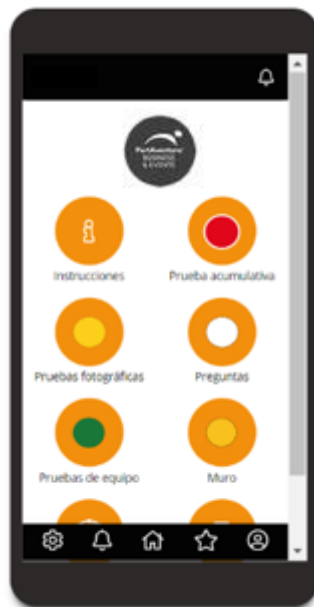 PortAventura
BUSINESS
& EVENTS
Instrucciones
Prueba acumulativa
Pruebas fotográficas
Preguntas
Pruebas de equipo
Muro